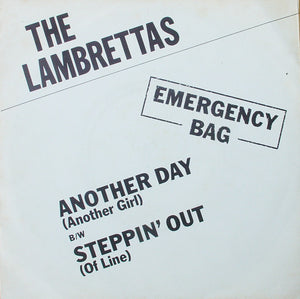 THE
LAMBRETTAS
EMERGENCY
BAG
ANOTHER DAY
(Another Girl)
B/W
STEPPIN' OUT
(Of Line)